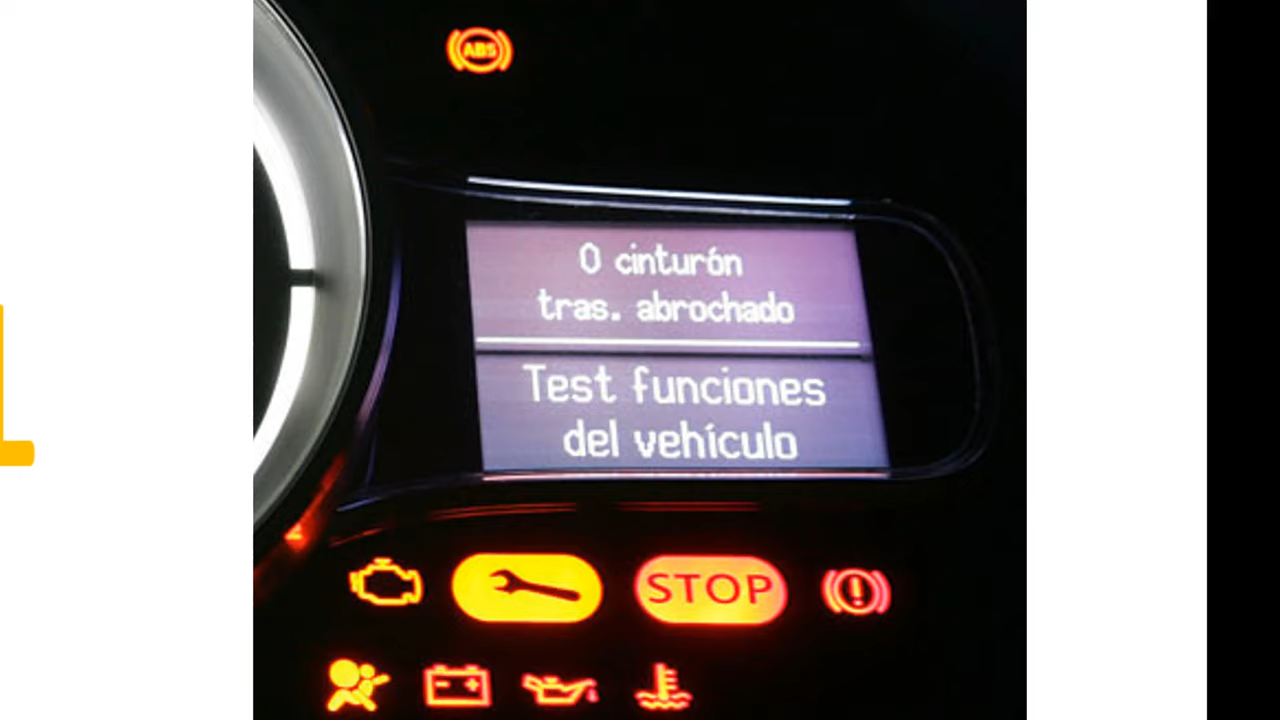 ABS
0 cinturón
tras. abrochado
Test funciones
del vehículo
STOP